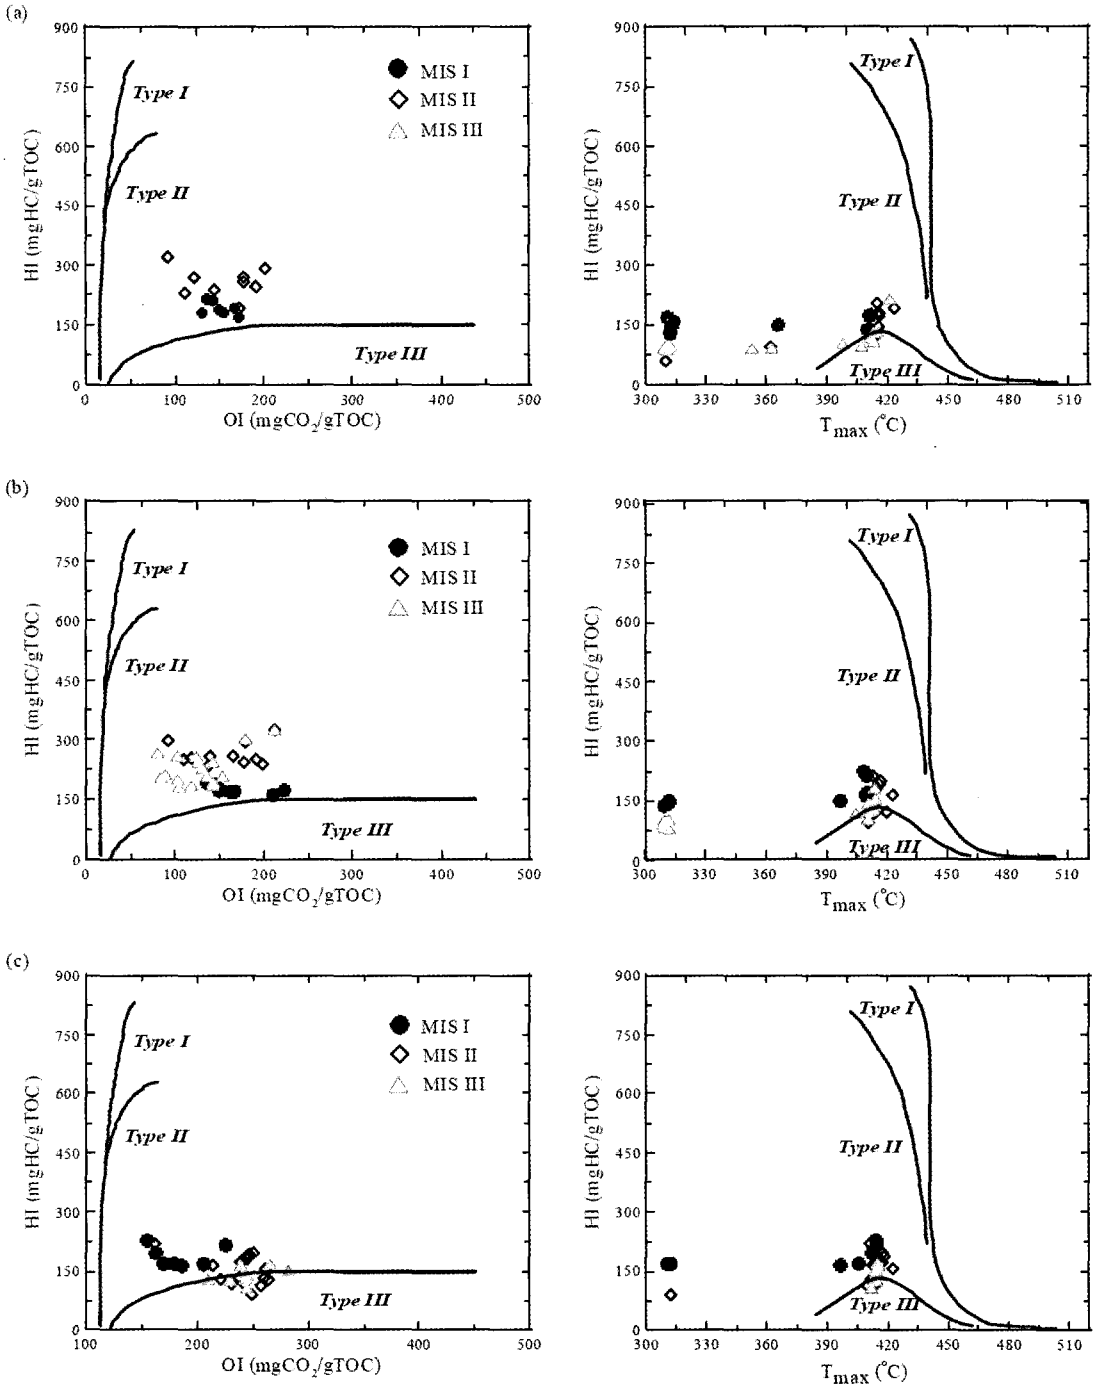 (a)
900
750
600
450
300
150
0
HI (mgHC/gTOC)
Type I
Type II
Type III
MIS I
MIS II
MIS III
0 100 200 300 400 500
OI (mgCO2/gTOC)
900
750
600
450
300
150
0
HI (mgHC/gTOC)
Type I
Type II
Type III
300 330 360 390 420 450 480 510
Tmax (°C)
(b)
900
750
600
450
300
150
0
HI (mgHC/gTOC)
Type I
Type II
Type III
MIS I
MIS II
MIS III
0 100 200 300 400 500
OI (mgCO2/gTOC)
900
750
600
450
300
150
0
HI (mgHC/gTOC)
Type I
Type II
Type III
300 330 360 390 420 450 480 510
Tmax (°C)
(c)
900
750
600
450
300
150
0
HI (mgHC/gTOC)
Type I
Type II
Type III
MIS I
MIS II
MIS III
100 200 300 400 500
OI (mgCO2/gTOC)
900
750
600
450
300
150
0
HI (mgHC/gTOC)
Type I
Type II
Type III
300 330 360 390 420 450 480 510
Tmax (°C)